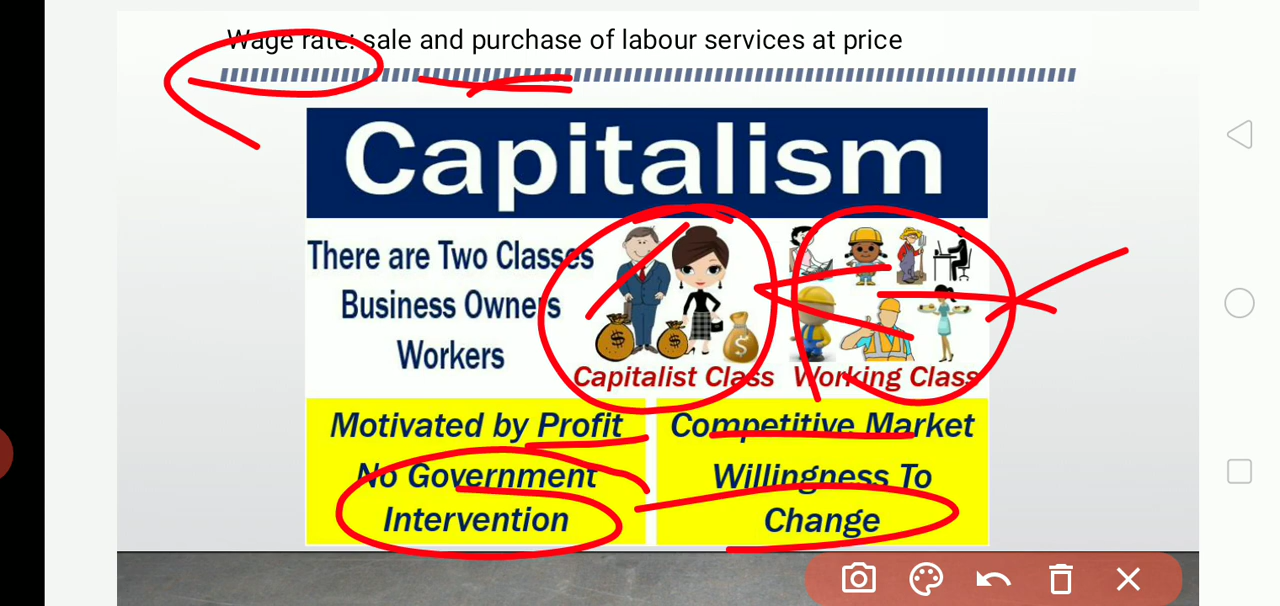 Wage rate: sale and purchase of labour services at price
Capitalism
There are Two Classes
Business Owners
Workers
Capitalist Class
Working Class
Motivated by Profit
No Government
Intervention
Competitive Market
Willingness To
Change